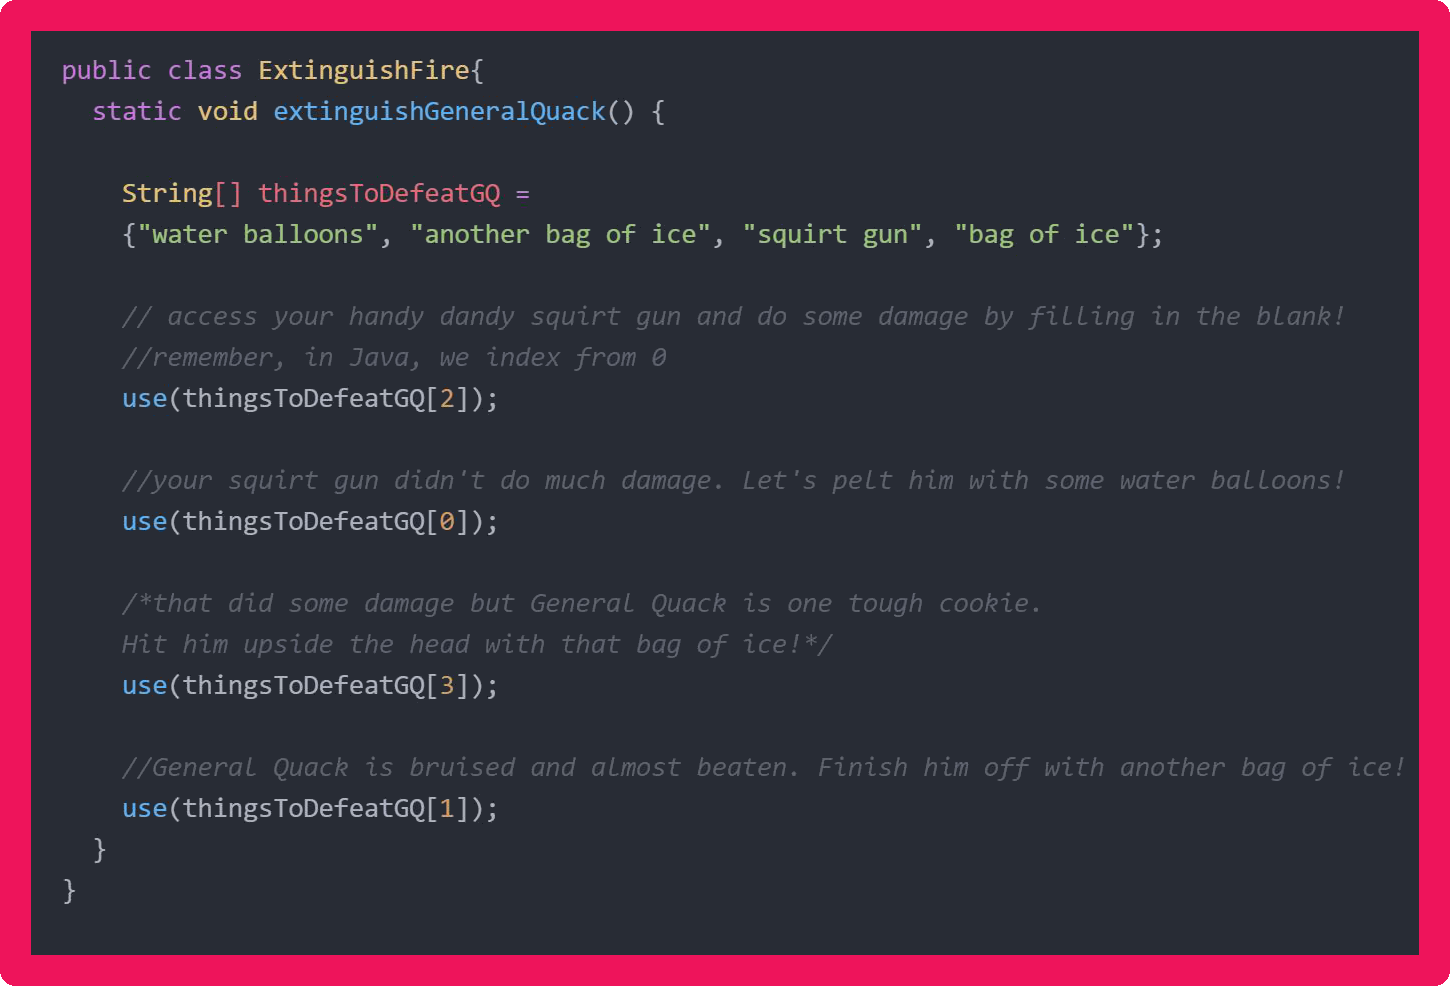 public class ExtinguishFire{
static void extinguishGeneralQuack() {
String[] thingsToDefeatGQ =
{"water balloons", "another bag of ice", "squirt gun", "bag of ice"};
// access your handy dandy squirt gun and do some damage by filling in the blank!
//remember, in Java, we index from 0
use(thingsToDefeatGQ[2]);
//your squirt gun didn't do much damage. Let's pelt him with some water balloons!
use(thingsToDefeatGQ[0]);
/*that did some damage but General Quack is one tough cookie.
Hit him upside the head with that bag of ice!*/
use(thingsToDefeatGQ[3]);
//General Quack is bruised and almost beaten. Finish him off with another bag of ice!
use(thingsToDefeatGQ[1]);
}
}